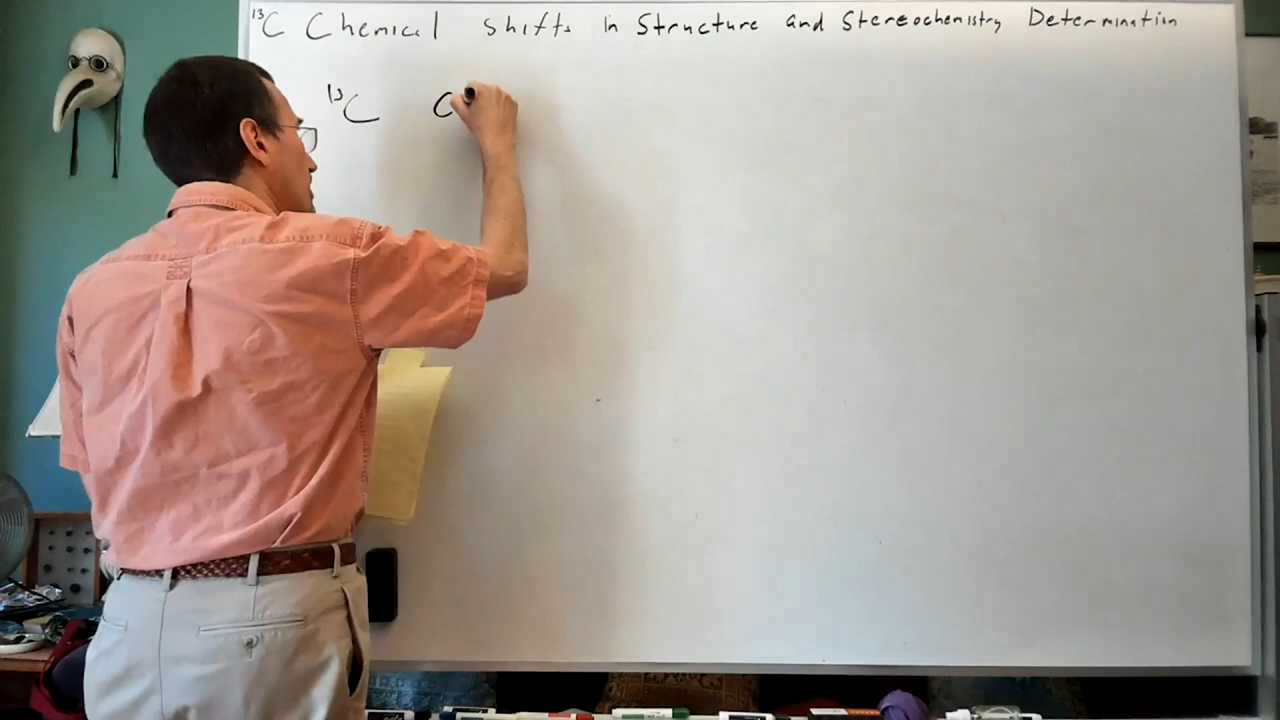 ¹³C Chemical Shifts in Structure and Stereochemistry Determination
¹³C C